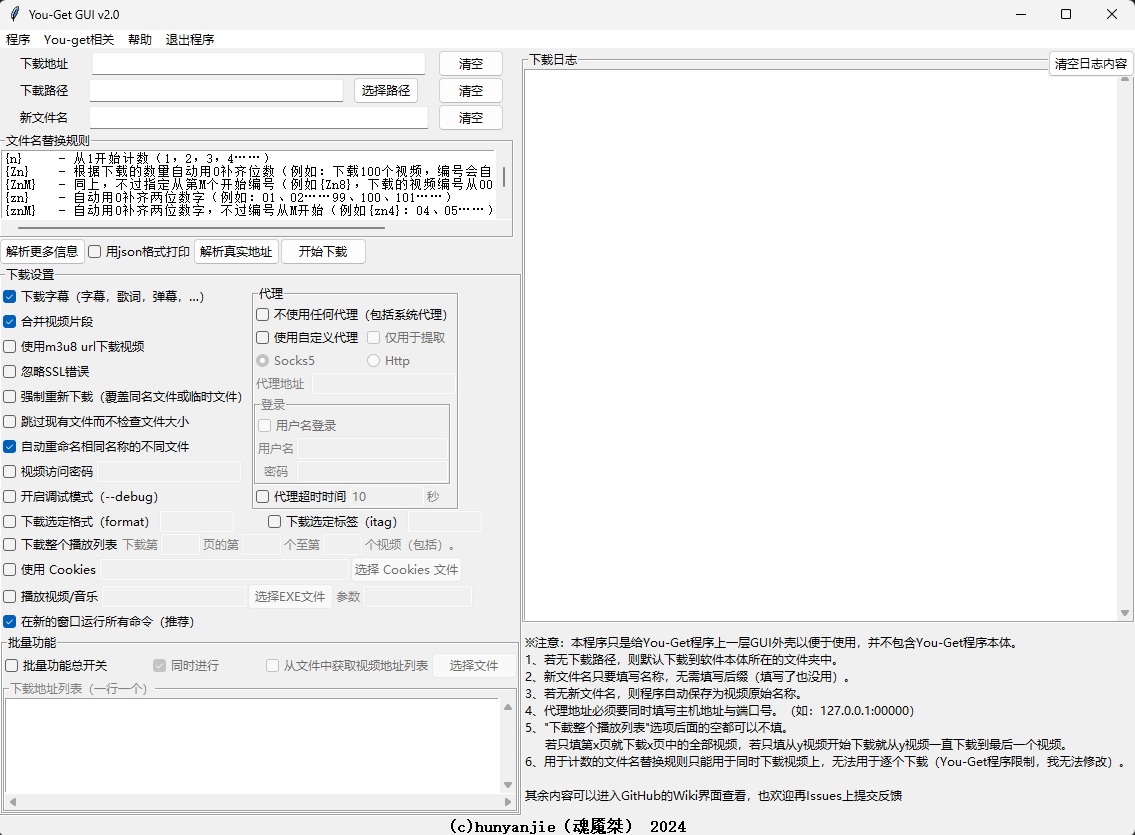 You-Get GUI v2.0
程序 You-get相关 帮助 退出程序
下载地址 清空
下载路径 选择路径 清空
新文件名 清空
文件名替换规则
{n} - 从1开始计数（1，2，3，4……）
{Zn} - 根据下载的数量自动用0补齐位数（例如：下载100个视频，编号会自
{ZnM} - 同上，不过指定从第M个开始编号（例如{Zn8}，下载的视频编号从00
{zn} - 自动用0补齐两位数字（例如：01、02……99、100、101……）
{znM} - 自动用0补齐两位数字，不过编号从M开始（例如{zn4}：04、05……）
解析更多信息 用json格式打印 解析真实地址 开始下载
下载设置
下载字幕（字幕，歌词，弹幕，...）
合并视频片段
使用m3u8 url下载视频
忽略SSL错误
强制重新下载（覆盖同名文件或临时文件）
跳过现有文件而不检查文件大小
自动重命名相同名称的不同文件
视频访问密码
开启调试模式（--debug）
代理
不使用任何代理（包括系统代理）
使用自定义代理 仅用于提取
Socks5 Http
代理地址
登录
用户名登录
用户名
密码
代理超时时间 10 秒
下载选定格式（format） 下载选定标签（itag）
下载整个播放列表 下载第 页的第 个至第 个视频（包括）。
使用 Cookies 选择 Cookies 文件
播放视频/音乐 选择EXE文件 参数
在新的窗口运行所有命令（推荐）
批量功能
批量功能总开关 同时进行 从文件中获取视频地址列表 选择文件
下载地址列表（一行一个）
下载日志 清空日志内容
※注意：本程序只是给You-Get程序上一层GUI外壳以便于使用，并不包含You-Get程序本体。
1、若无下载路径，则默认下载到软件本体所在的文件夹中。
2、新文件名只要填写名称，无需填写后缀（填写了也没用）。
3、若无新文件名，则程序自动保存为视频原始名称。
4、代理地址必须要同时填写主机地址与端口号。（如：127.0.0.1:00000）
5、"下载整个播放列表"选项后面的空都可以不填。
若只填第x页就下载x页中的全部视频，若只填从y视频开始下载就从y视频一直下载到最后一个视频。
6、用于计数的文件名替换规则只能用于同时下载视频上，无法用于逐个下载（You-Get程序限制，我无法修改）。
其余内容可以进入GitHub的Wiki界面查看，也欢迎再Issues上提交反馈
(c)hunyanjie（魂魇桀） 2024